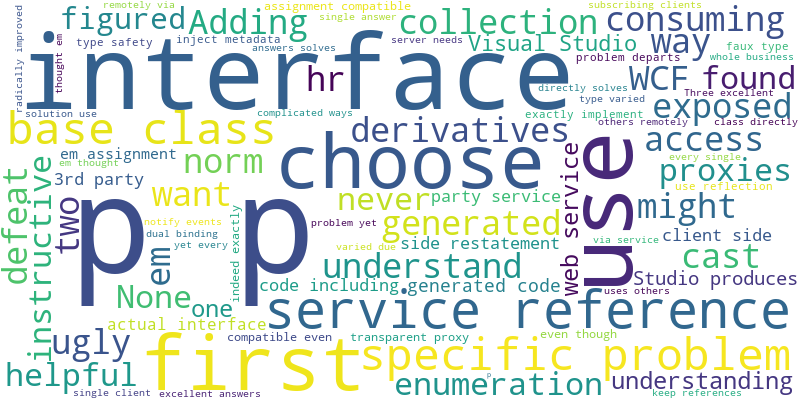 remotely via assignment compatible subscribing clients
radically improved figured Adding single answer collection consuming
type safety inject metadata answers solves server needs Visual Studio way faux type
thought em interface problem departs whole business
hr directly solves WCF found
solution use complicated ways type varied Three excellent
base class derivatives exactly implement exposed
others remotely class directly
em assignment norm choose use access
em thought every single
3rd party want never party service web service proxies
defeat instructive two p p use reflection
notify events problem yet generated might
dual binding via service client side
em yet every varied due side restatement cast
indeed exactly understand Studio produces
None one code including generated code uses others
service reference
actual interface
ugly first compatible even transparent proxy even though
specific problem
helpful p enumeration understanding
single client excellent answers keep references